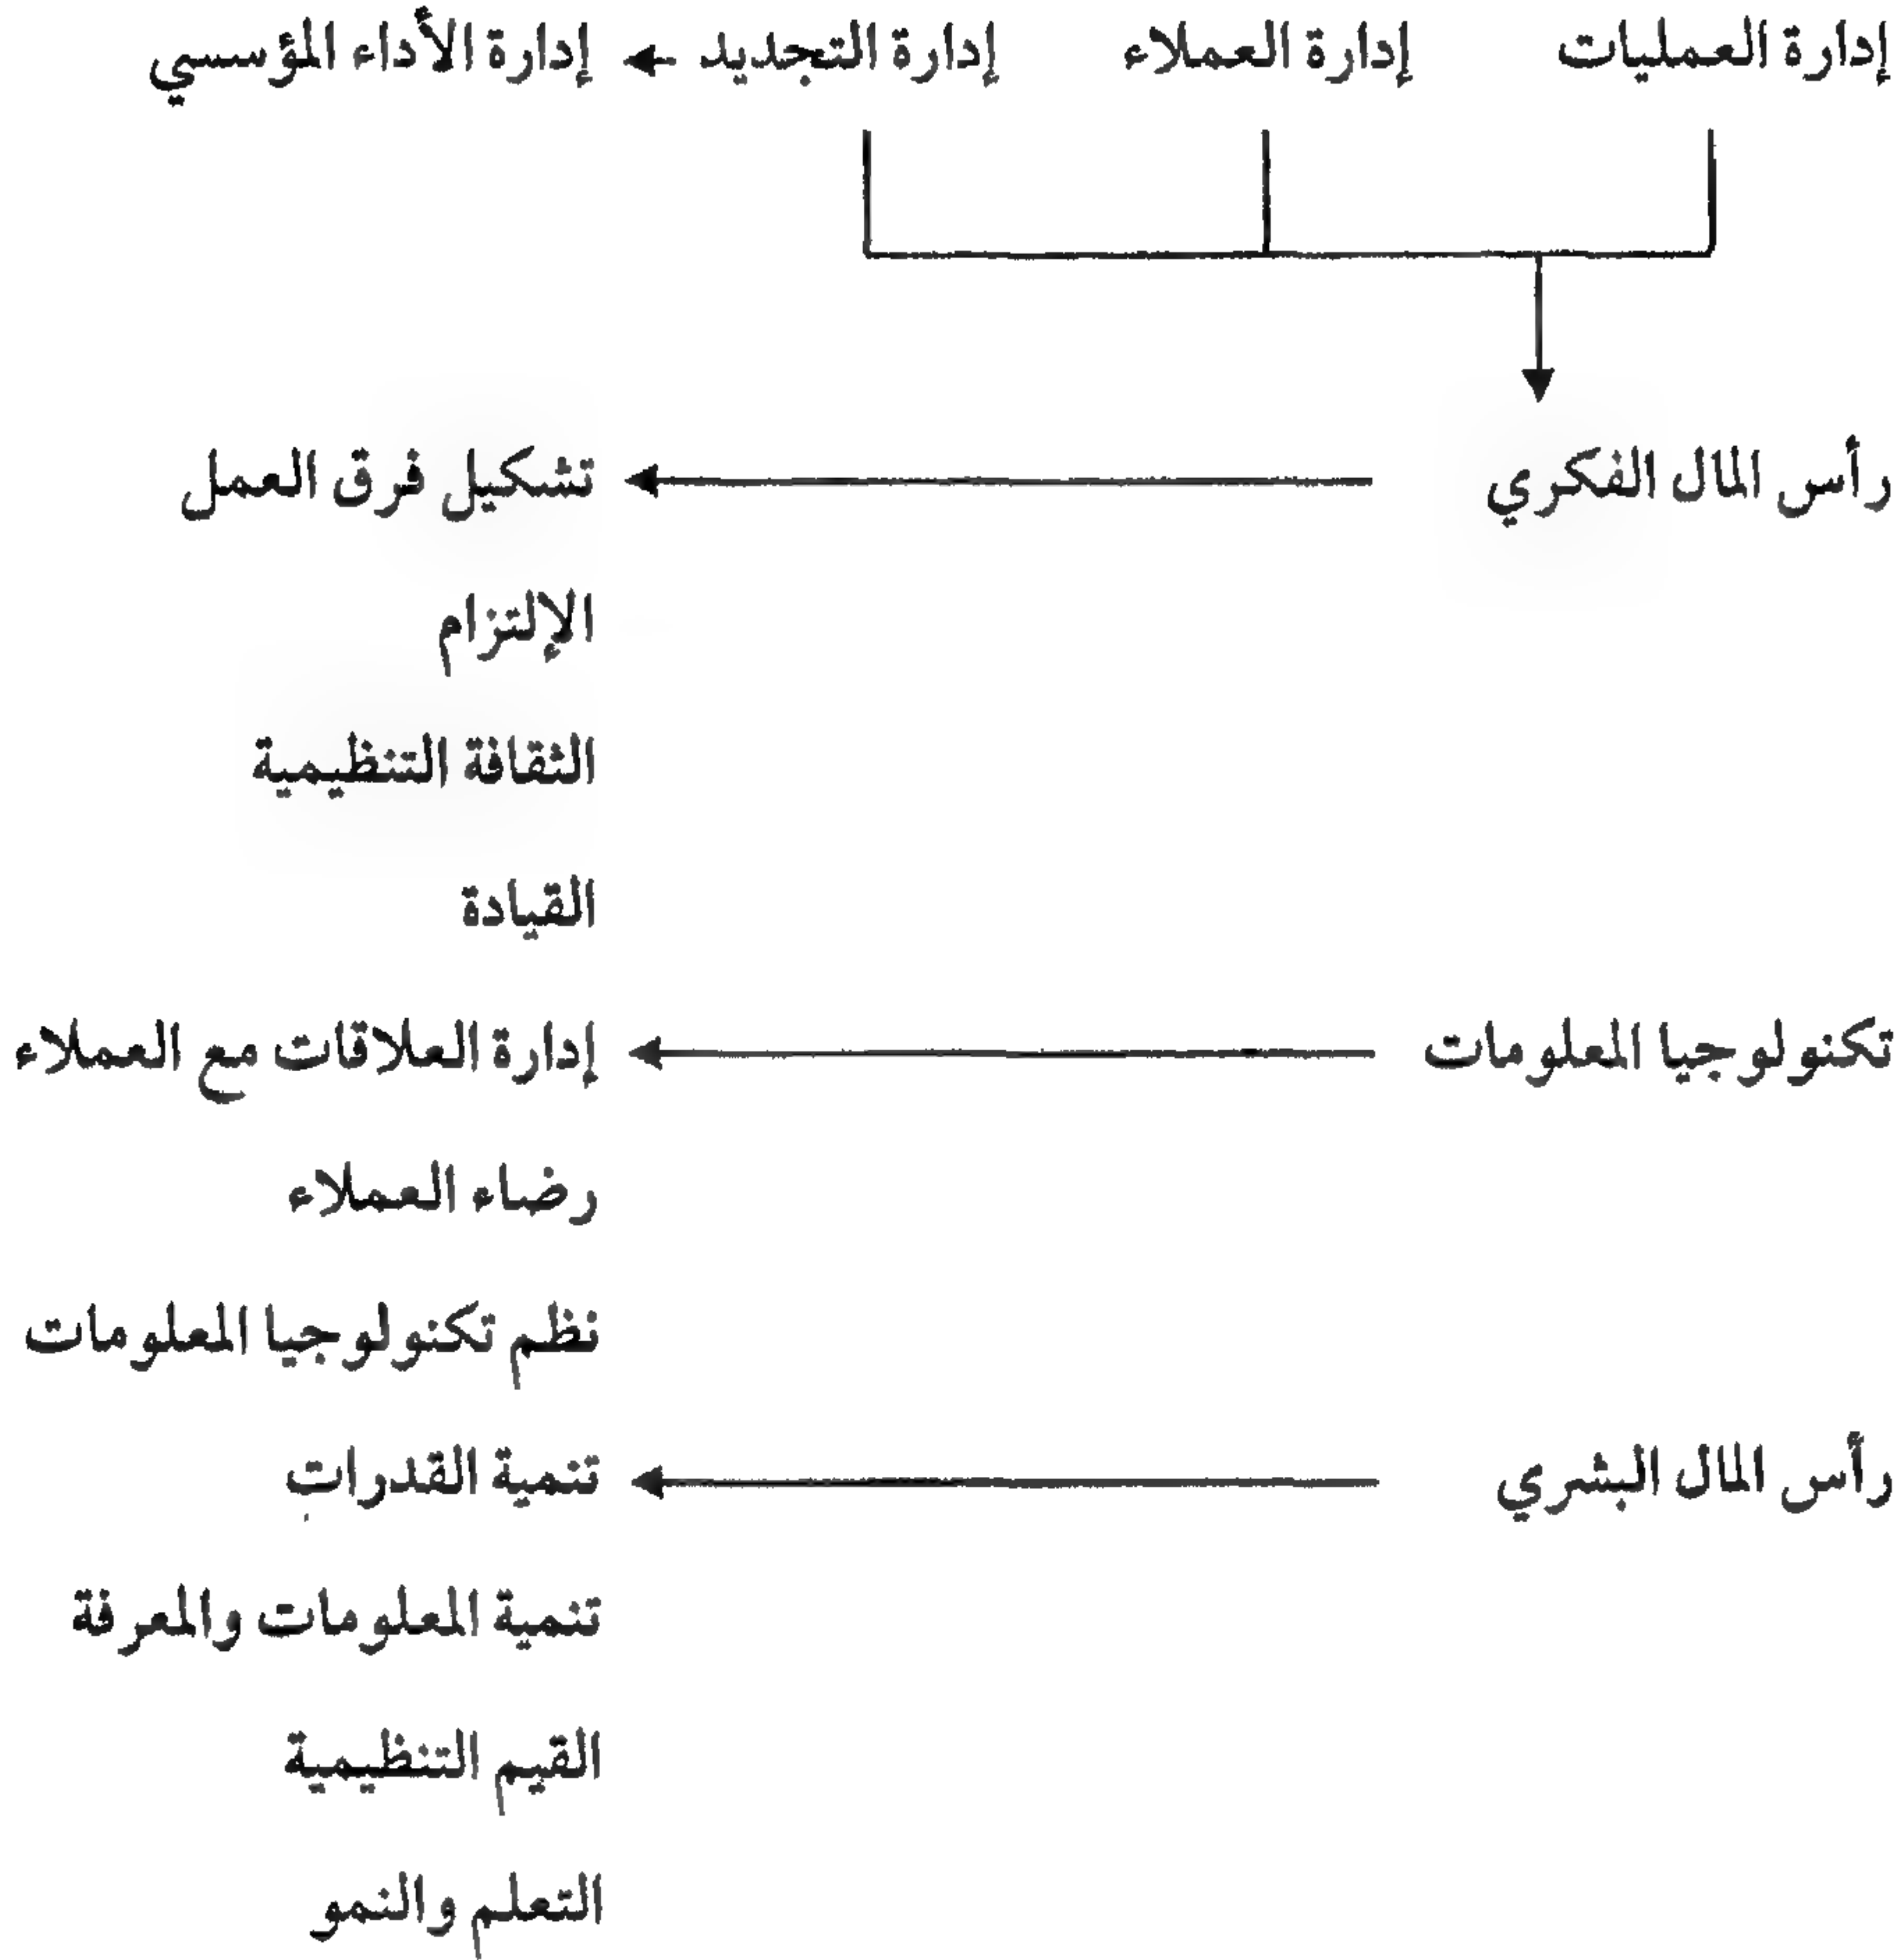 إدارة العمليات إدارة العملاء إدارة التجديد إدارة الأداء المؤسسي
رأس المال الفكري تشكيل فرق العمل
الإلتزام
الثقافة التنظيمية
القيادة
تكنولوجيا المعلومات إدارة العلاقات مع العملاء
رضاء العملاء
نظم تكنولوجيا المعلومات
رأس المال البشري تنمية القدرات
تنمية المعلومات والمعرفة
القيم التنظيمية
التعلم والنمو